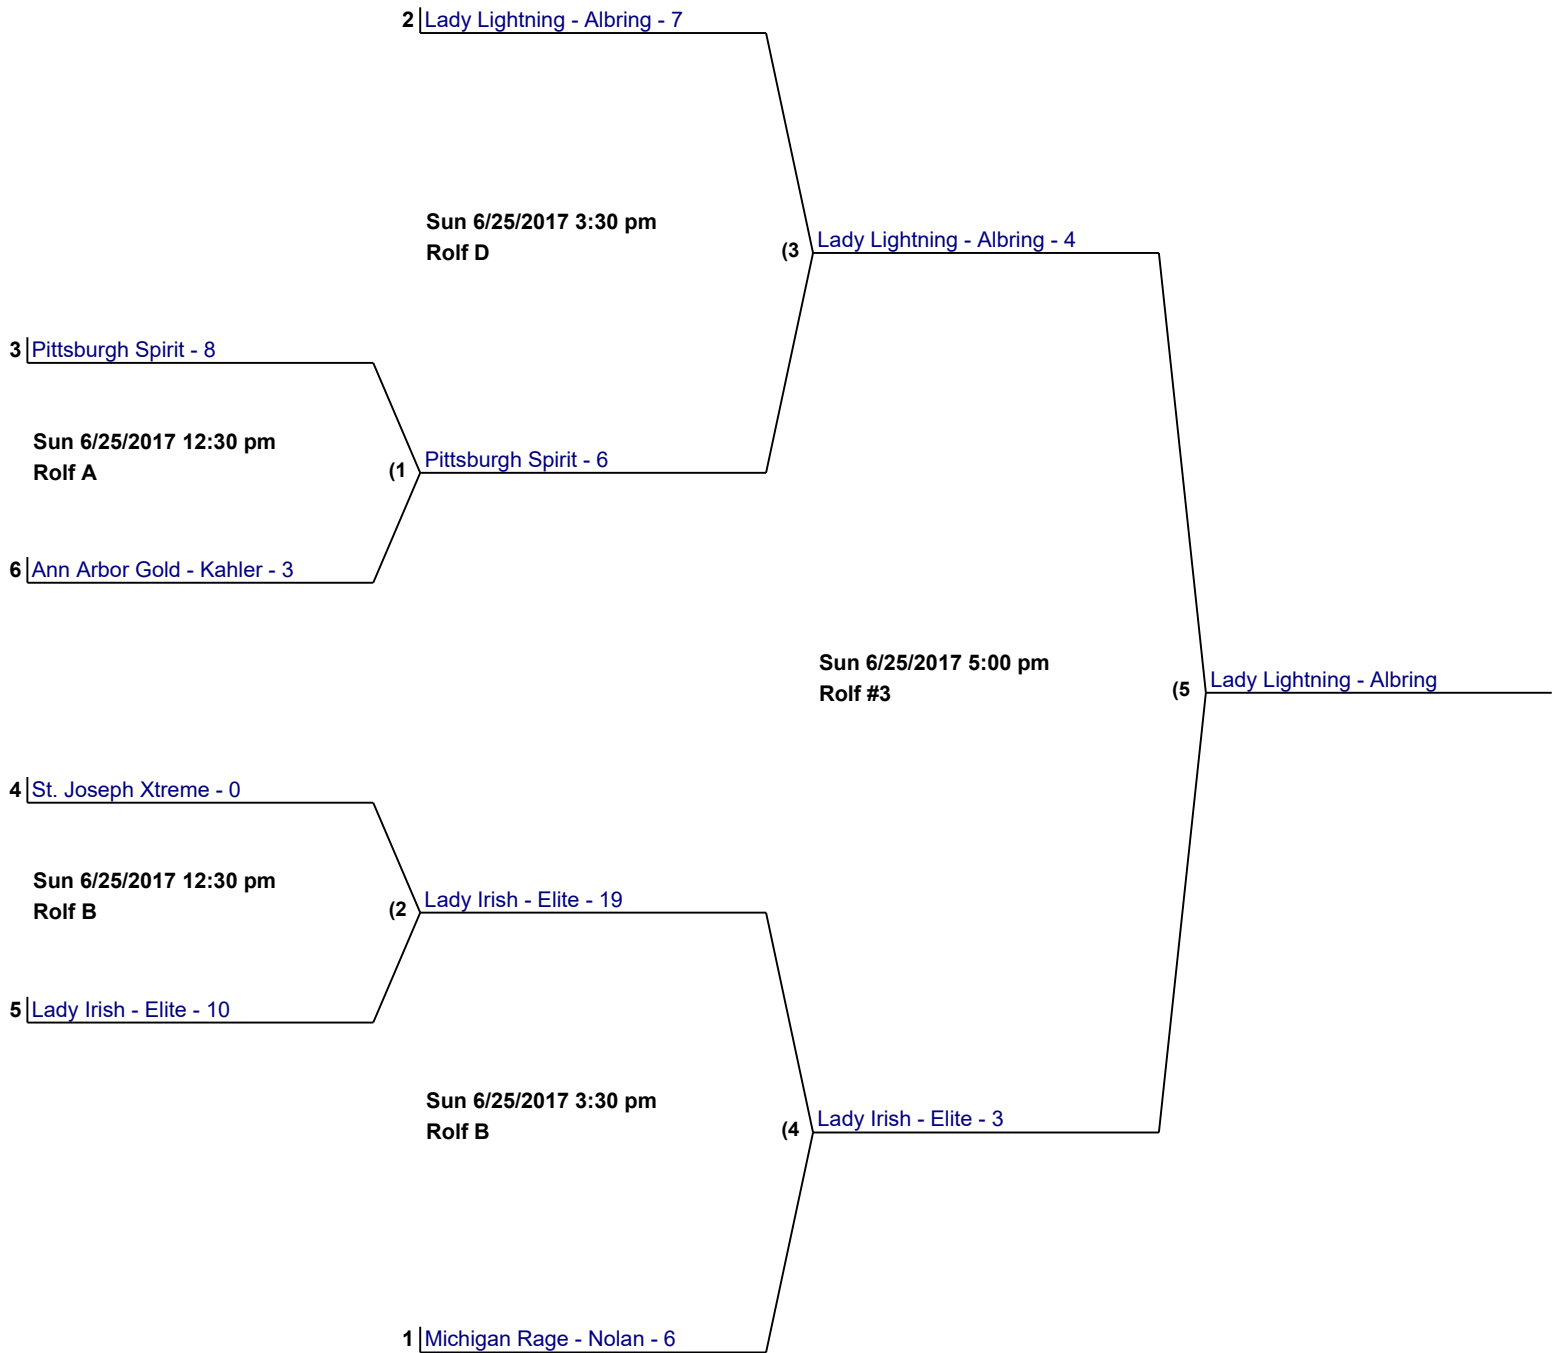 2 Lady Lightning - Albring - 7
Sun 6/25/2017 3:30 pm
Rolf D
(3 Lady Lightning - Albring - 4
3 Pittsburgh Spirit - 8
Sun 6/25/2017 12:30 pm
Rolf A
(1 Pittsburgh Spirit - 6
6 Ann Arbor Gold - Kahler - 3
Sun 6/25/2017 5:00 pm
Rolf #3
(5 Lady Lightning - Albring
4 St. Joseph Xtreme - 0
Sun 6/25/2017 12:30 pm
Rolf B
(2 Lady Irish - Elite - 19
5 Lady Irish - Elite - 10
Sun 6/25/2017 3:30 pm
Rolf B
(4 Lady Irish - Elite - 3
1 Michigan Rage - Nolan - 6